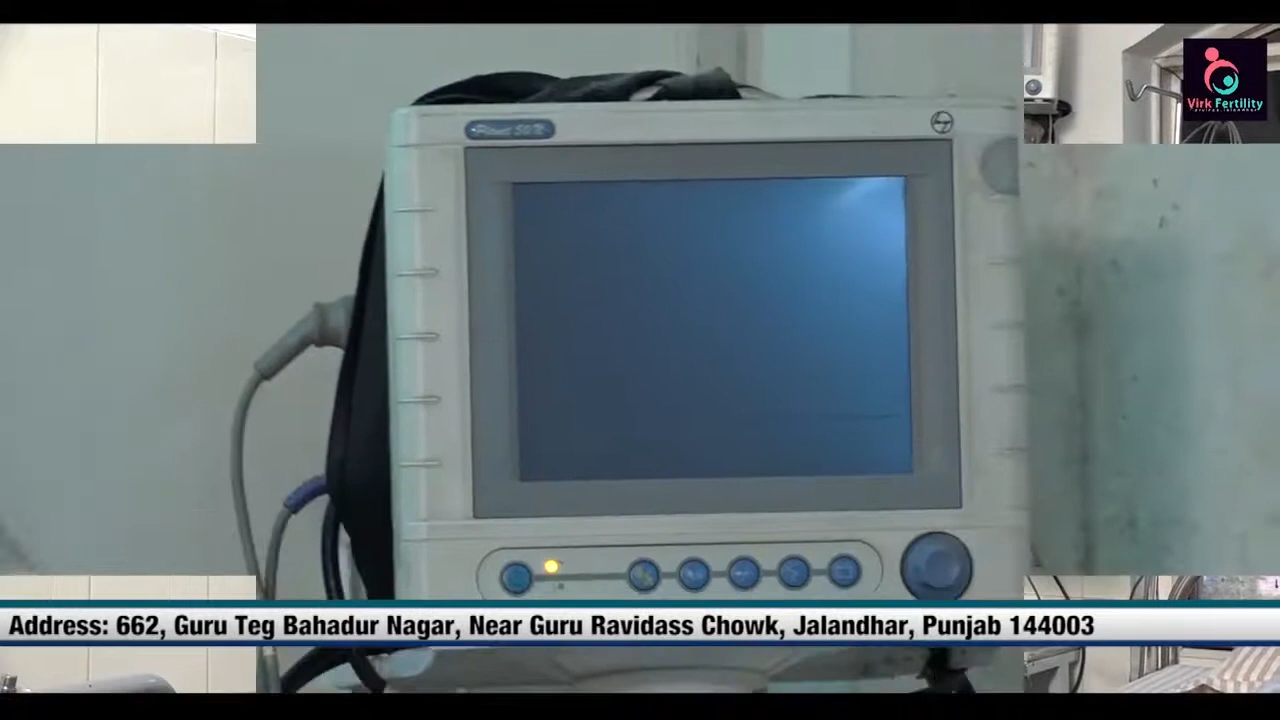 Virk Fertility
Address: 662, Guru Teg Bahadur Nagar, Near Guru Ravidass Chowk, Jalandhar, Punjab 144003